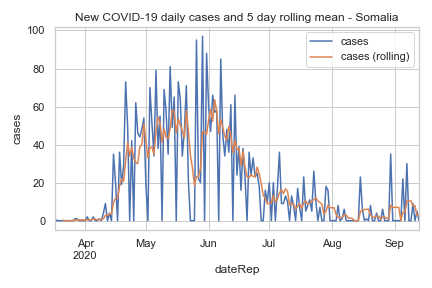 New COVID-19 daily cases and 5 day rolling mean - Somalia
cases
cases (rolling)
100
80
60
40
20
0
cases
Apr
2020
May
Jun
Jul
Aug
Sep
dateRep